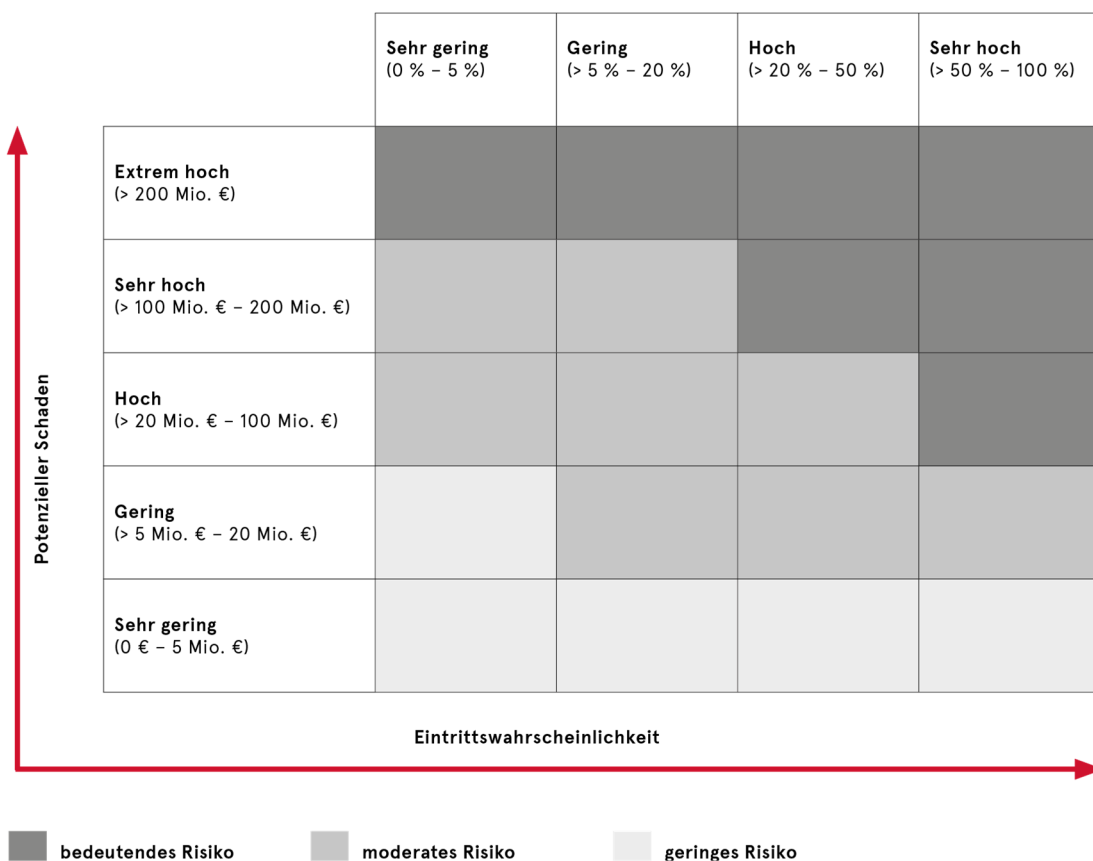 Sehr gering
(0 % – 5 %)
Gering
(> 5 % – 20 %)
Hoch
(> 20 % – 50 %)
Sehr hoch
(> 50 % – 100 %)
Extrem hoch
(> 200 Mio. €)
Sehr hoch
(> 100 Mio. € – 200 Mio. €)
Hoch
(> 20 Mio. € – 100 Mio. €)
Gering
(> 5 Mio. € – 20 Mio. €)
Sehr gering
(0 € – 5 Mio. €)
Potenzieller Schaden
Eintrittswahrscheinlichkeit
bedeutendes Risiko
moderates Risiko
geringes Risiko